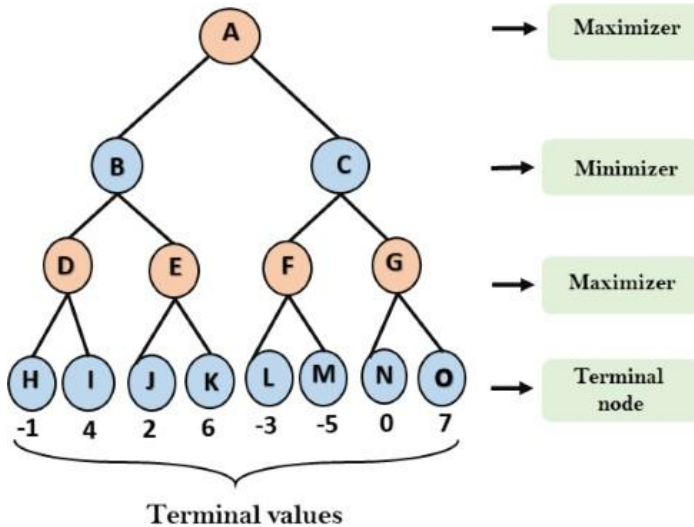 A
Maximizer
B
C
Minimizer
D
E
F
G
Maximizer
H
I
J
K
L
M
N
O
Terminal
node
-1
4
2
6
-3
-5
0
7
Terminal values